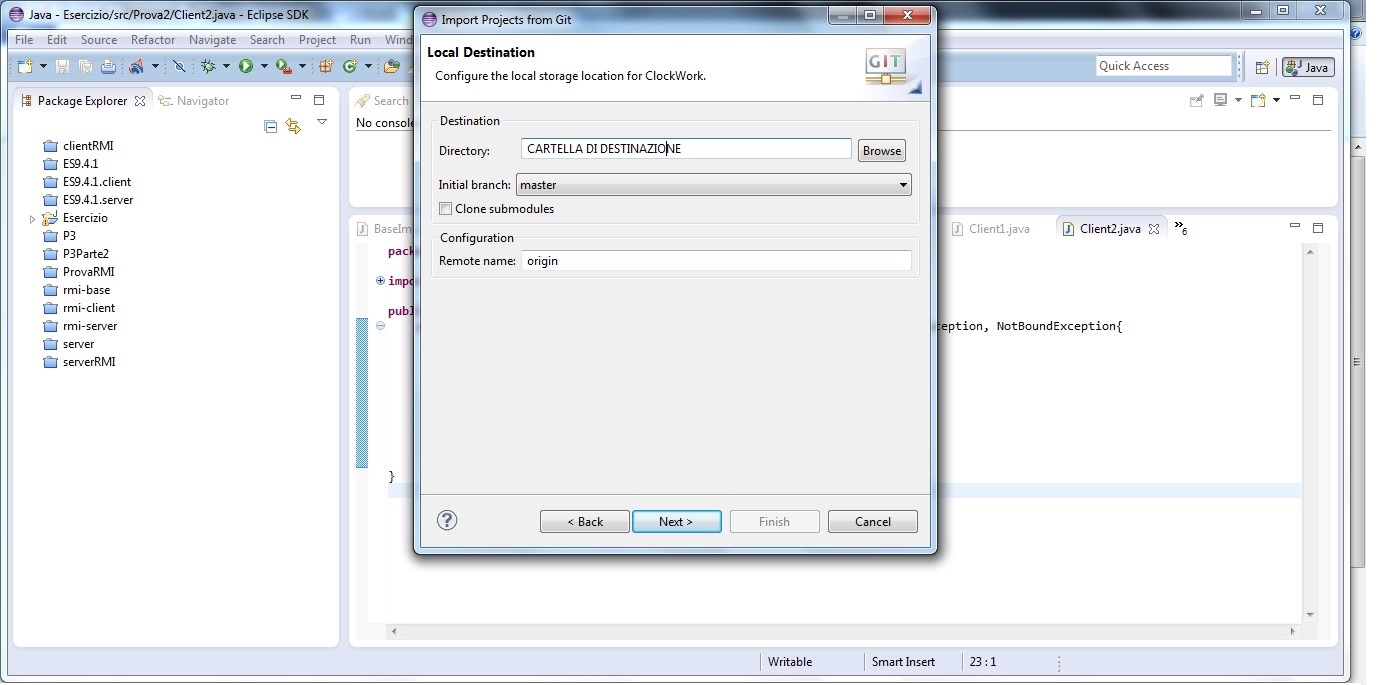 Java - Esercizio/src/Prova2/Client2.java - Eclipse SDK
File Edit Source Refactor Navigate Search Project Run Wind
Quick Access
Java
Package Explorer
Navigator
clientRMI
ES9.4.1
ES9.4.1.client
ES9.4.1.server
Esercizio
P3
P3Parte2
ProvaRMI
rmi-base
rmi-client
rmi-server
server
serverRMI
Search
No console
BaseIm
Client1.java
Client2.java
»6
pack
impo
publ
ception, NotBoundException{
}
Import Projects from Git
Local Destination
Configure the local storage location for ClockWork.
GIT
Destination
Directory: CARTELLA DI DESTINAZIONE Browse
Initial branch: master
Clone submodules
Configuration
Remote name: origin
?
< Back Next > Finish Cancel
Writable Smart Insert 23 : 1